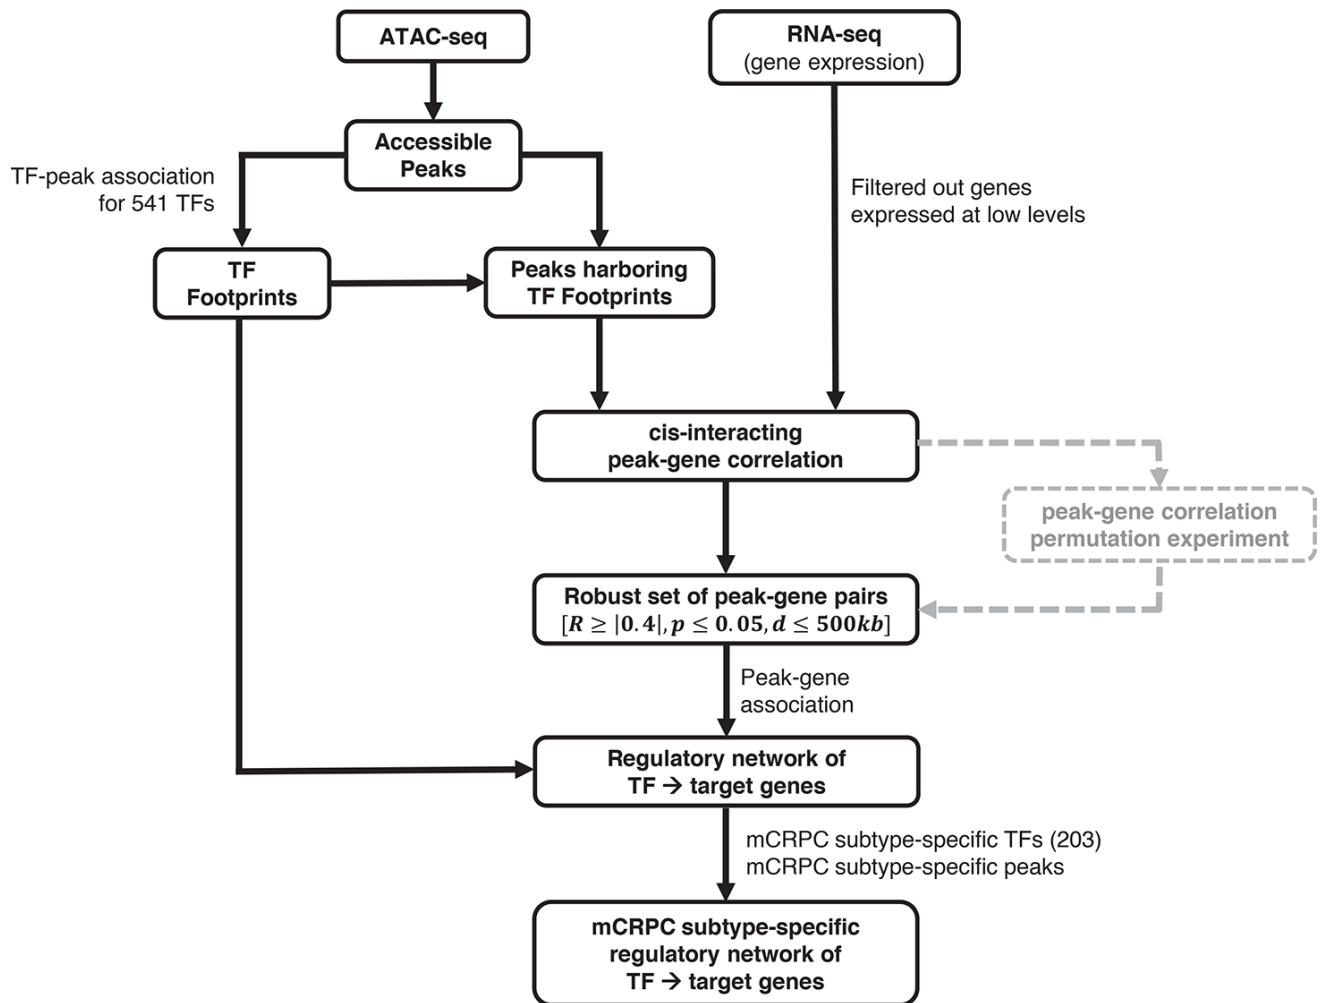 ATAC-seq
RNA-seq
(gene expression)
Accessible
Peaks
TF-peak association
for 541 TFs
Filtered out genes
expressed at low levels
TF
Footprints
Peaks harboring
TF Footprints
cis-interacting
peak-gene correlation
peak-gene correlation
permutation experiment
Robust set of peak-gene pairs
[R ≥ |0.4|, p ≤ 0.05, d ≤ 500kb]
Peak-gene
association
Regulatory network of
TF → target genes
mCRPC subtype-specific TFs (203)
mCRPC subtype-specific peaks
mCRPC subtype-specific
regulatory network of
TF → target genes